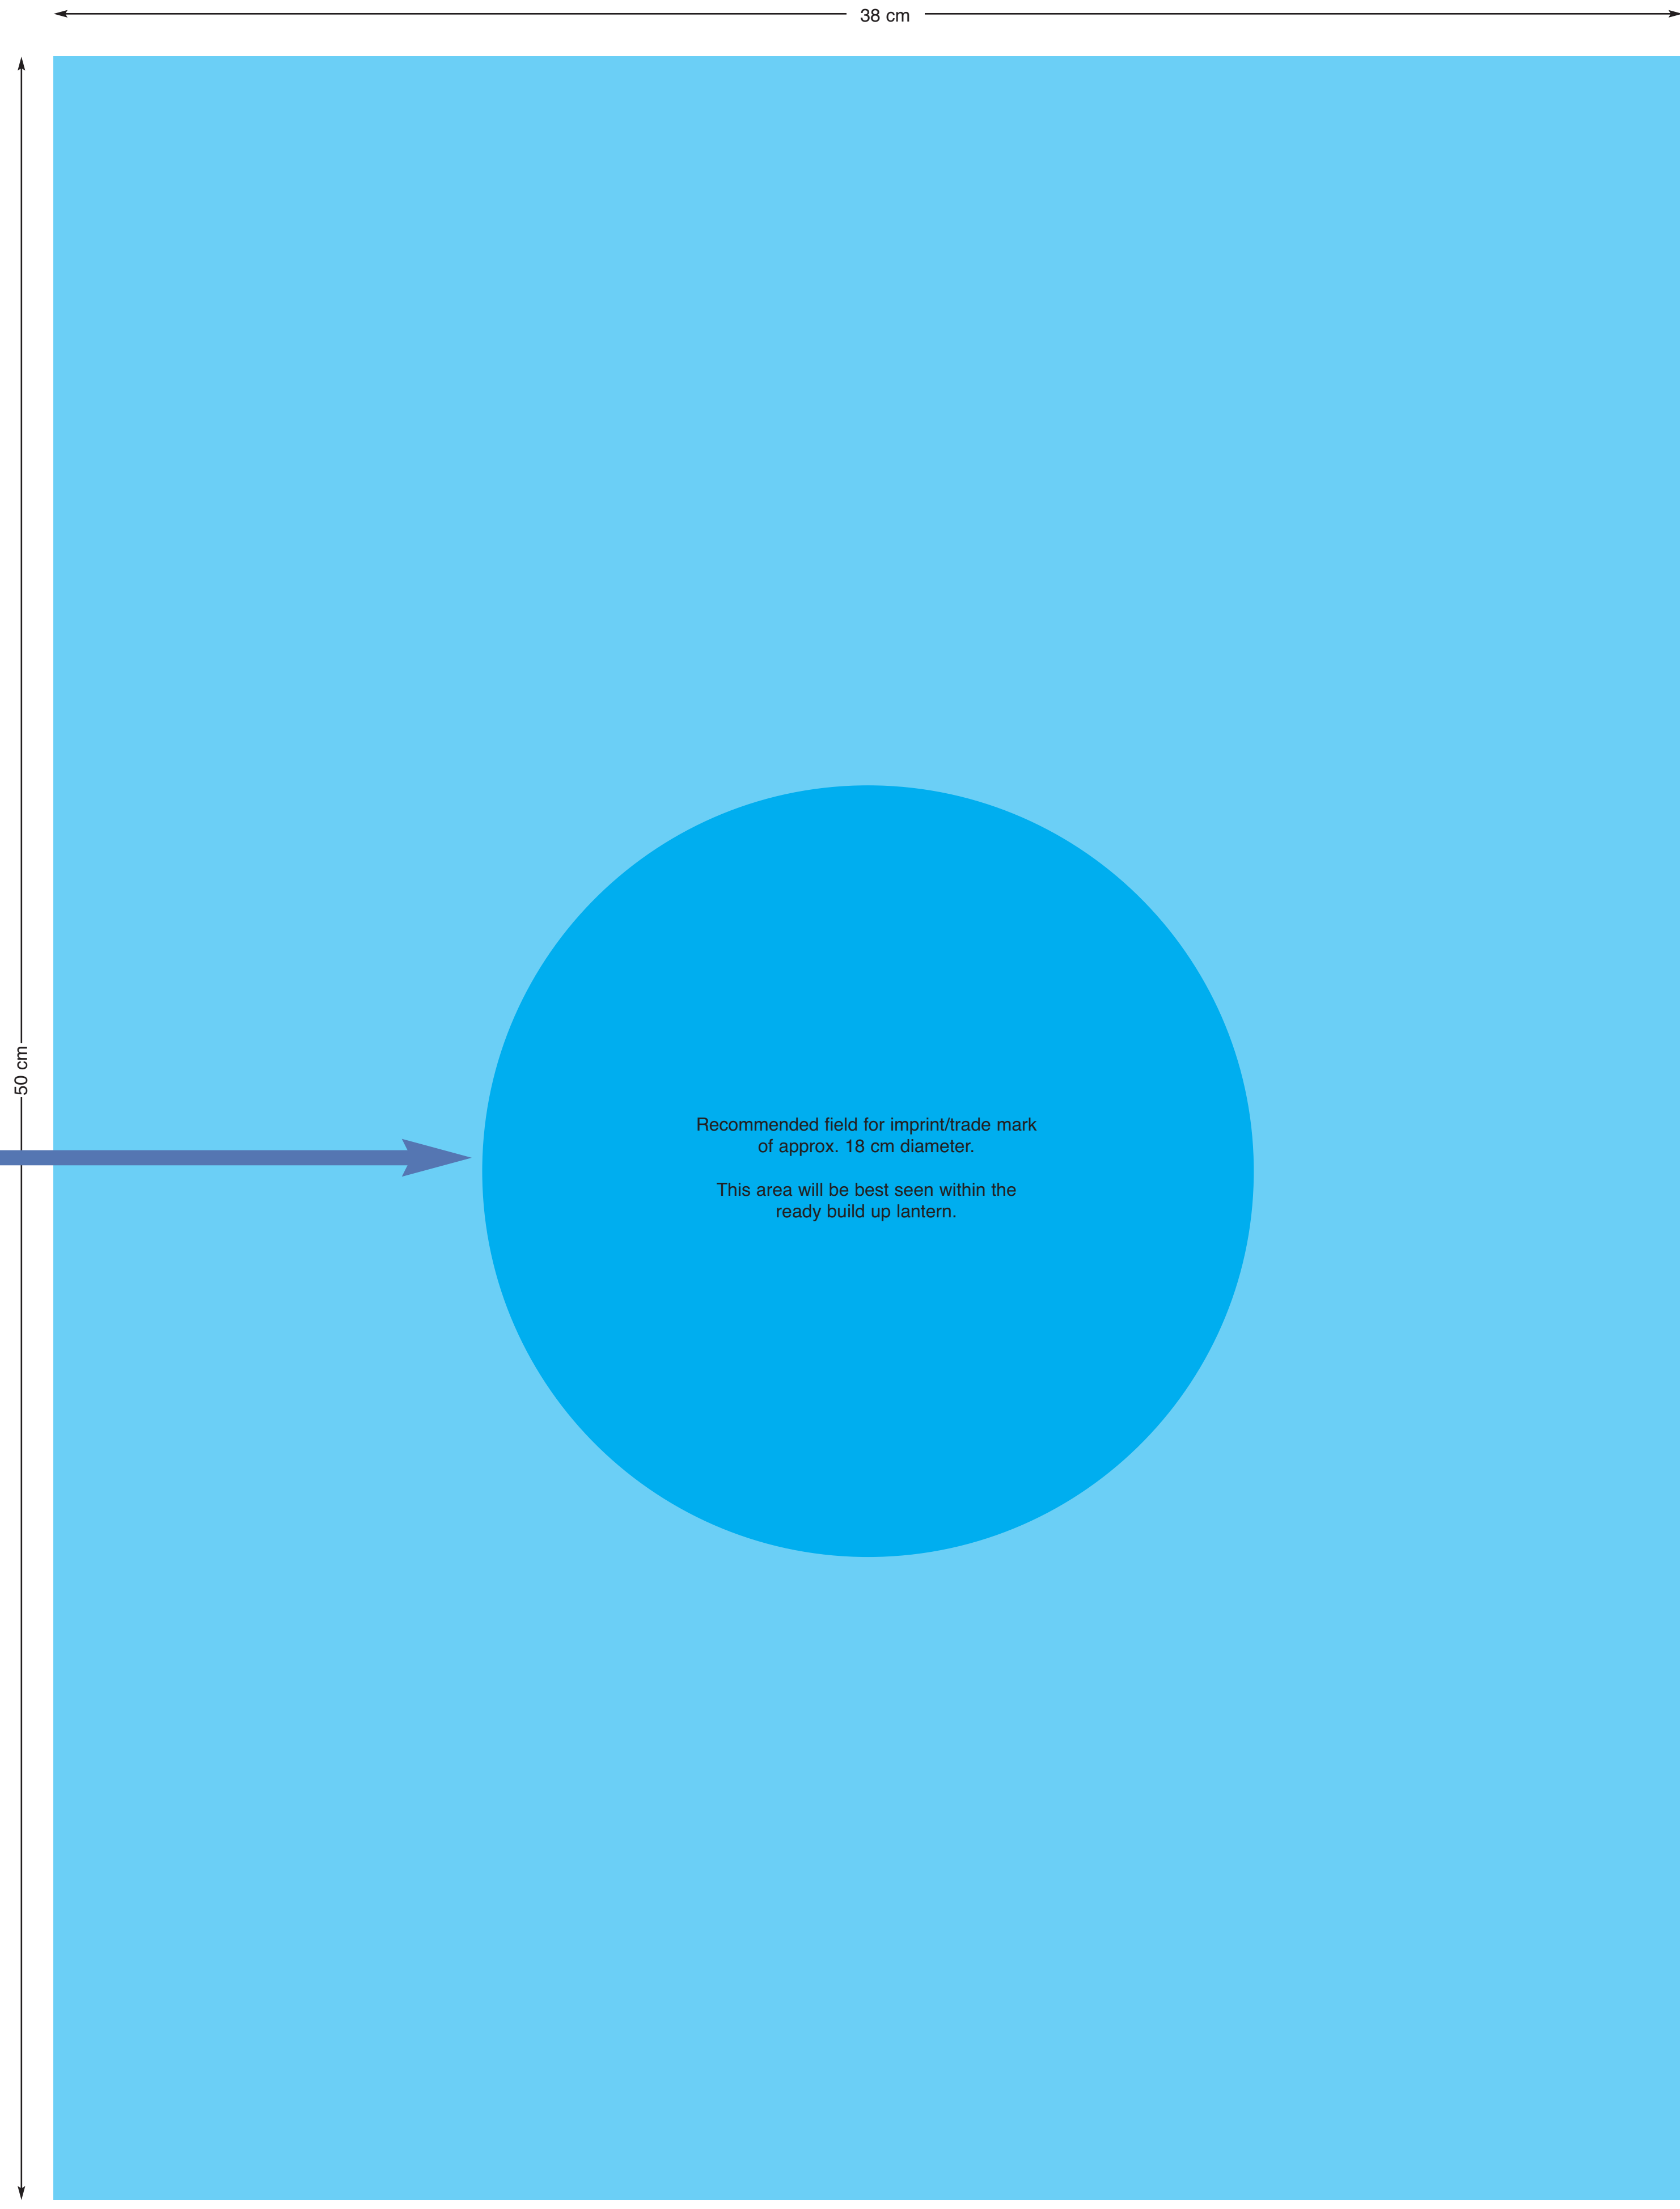 38 cm
50 cm
Recommended field for imprint/trade mark
of approx. 18 cm diameter.
This area will be best seen within the
ready build up lantern.